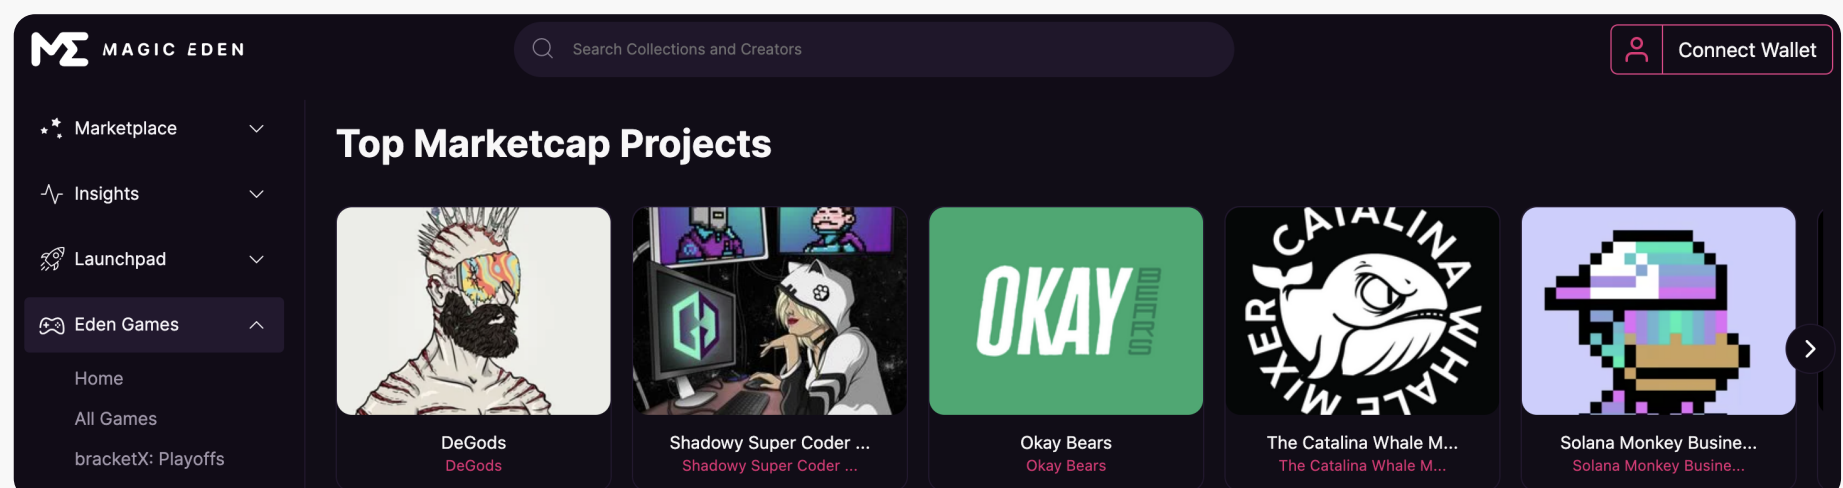 MAGIC EDEN
Search Collections and Creators
Connect Wallet
Marketplace
Insights
Launchpad
Eden Games
Home
All Games
bracketX: Playoffs
Top Marketcap Projects
OKAY
BEARS
CATALINA WHALE MIXER
DeGods
DeGods
Shadowy Super Coder ...
Shadowy Super Coder ...
Okay Bears
Okay Bears
The Catalina Whale M...
The Catalina Whale M...
Solana Monkey Busine...
Solana Monkey Busine...